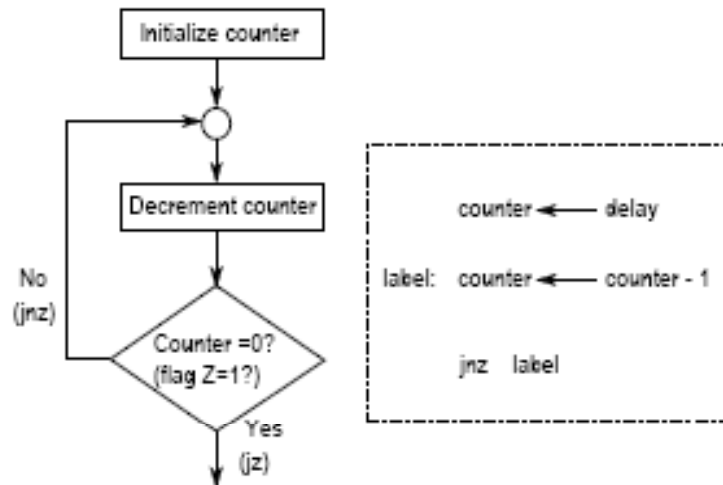 Initialize counter
Decrement counter
No
(jnz)
Counter =0?
(flag Z=1?)
Yes
(jz)
counter delay
label: counter counter - 1
jnz label